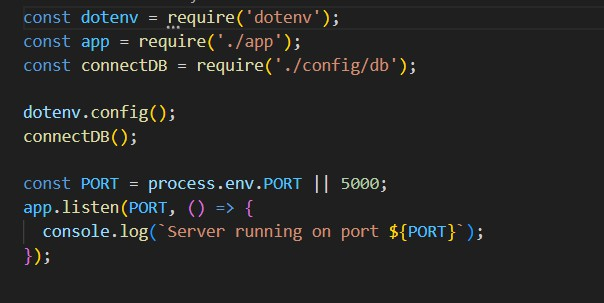 const dotenv = require('dotenv');
const app = require('./app');
const connectDB = require('./config/db');
dotenv.config();
connectDB();
const PORT = process.env.PORT || 5000;
app.listen(PORT, () => {
console.log(`Server running on port ${PORT}`);
});